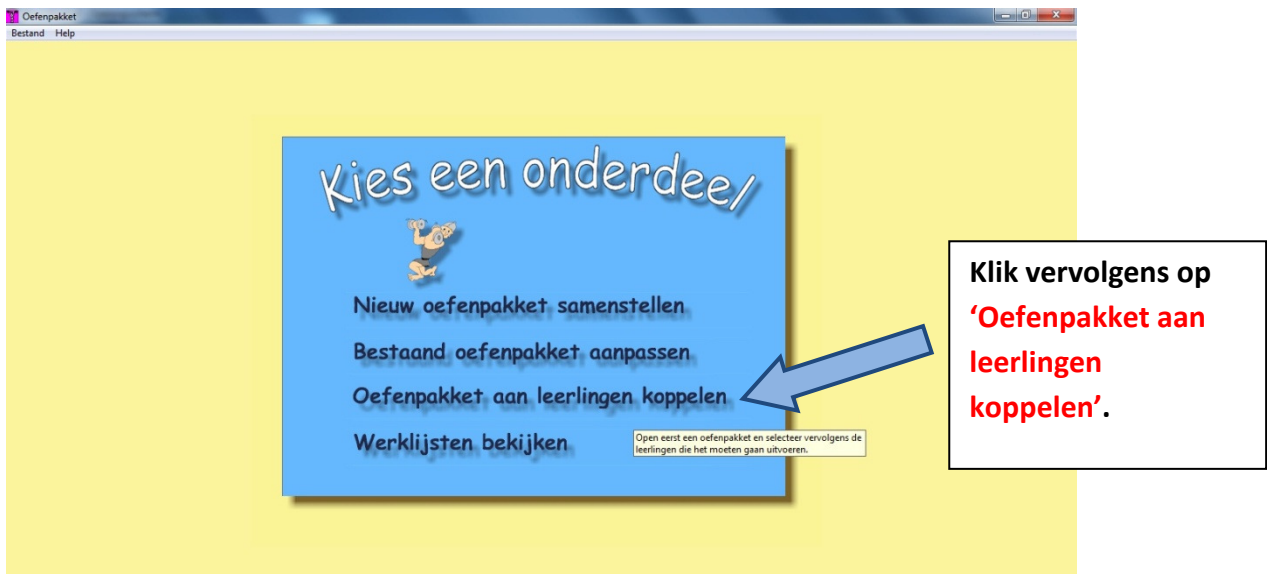 Oefenpakket
Bestand Help
Kies een onderdeel
Nieuw oefenpakket samenstellen
Bestaand oefenpakket aanpassen
Oefenpakket aan leerlingen koppelen
Werklijsten bekijken
Open eerst een oefenpakket en selecteer vervolgens de
leerlingen die het moeten gaan uitvoeren.
Klik vervolgens op
‘Oefenpakket aan
leerlingen
koppelen’.